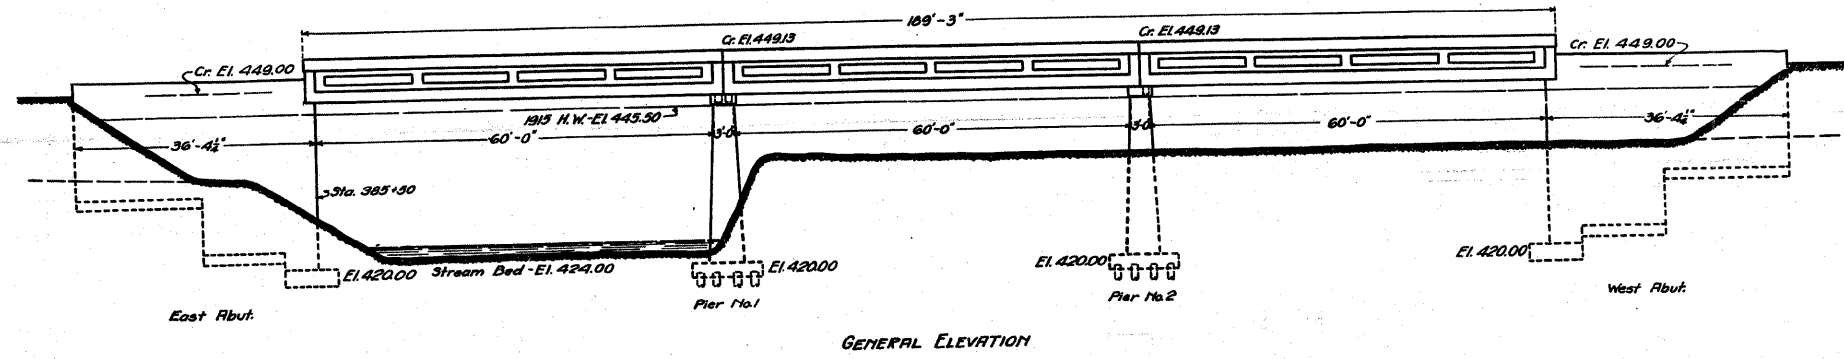 189'-3"
Cr. El. 449.13
Cr. El. 449.13
Cr. El. 449.00
Cr. El. 449.00
1915 H.W.-El. 445.50
36'-4¼"
60'-0"
3'-0"
60'-0"
3'-0"
60'-0"
36'-4¼"
Sta. 385+50
El. 420.00
Stream Bed - El. 424.00
El. 420.00
El. 420.00
El. 420.00
Pier No. 1
Pier No. 2
East Abut.
West Abut.
GENERAL ELEVATION